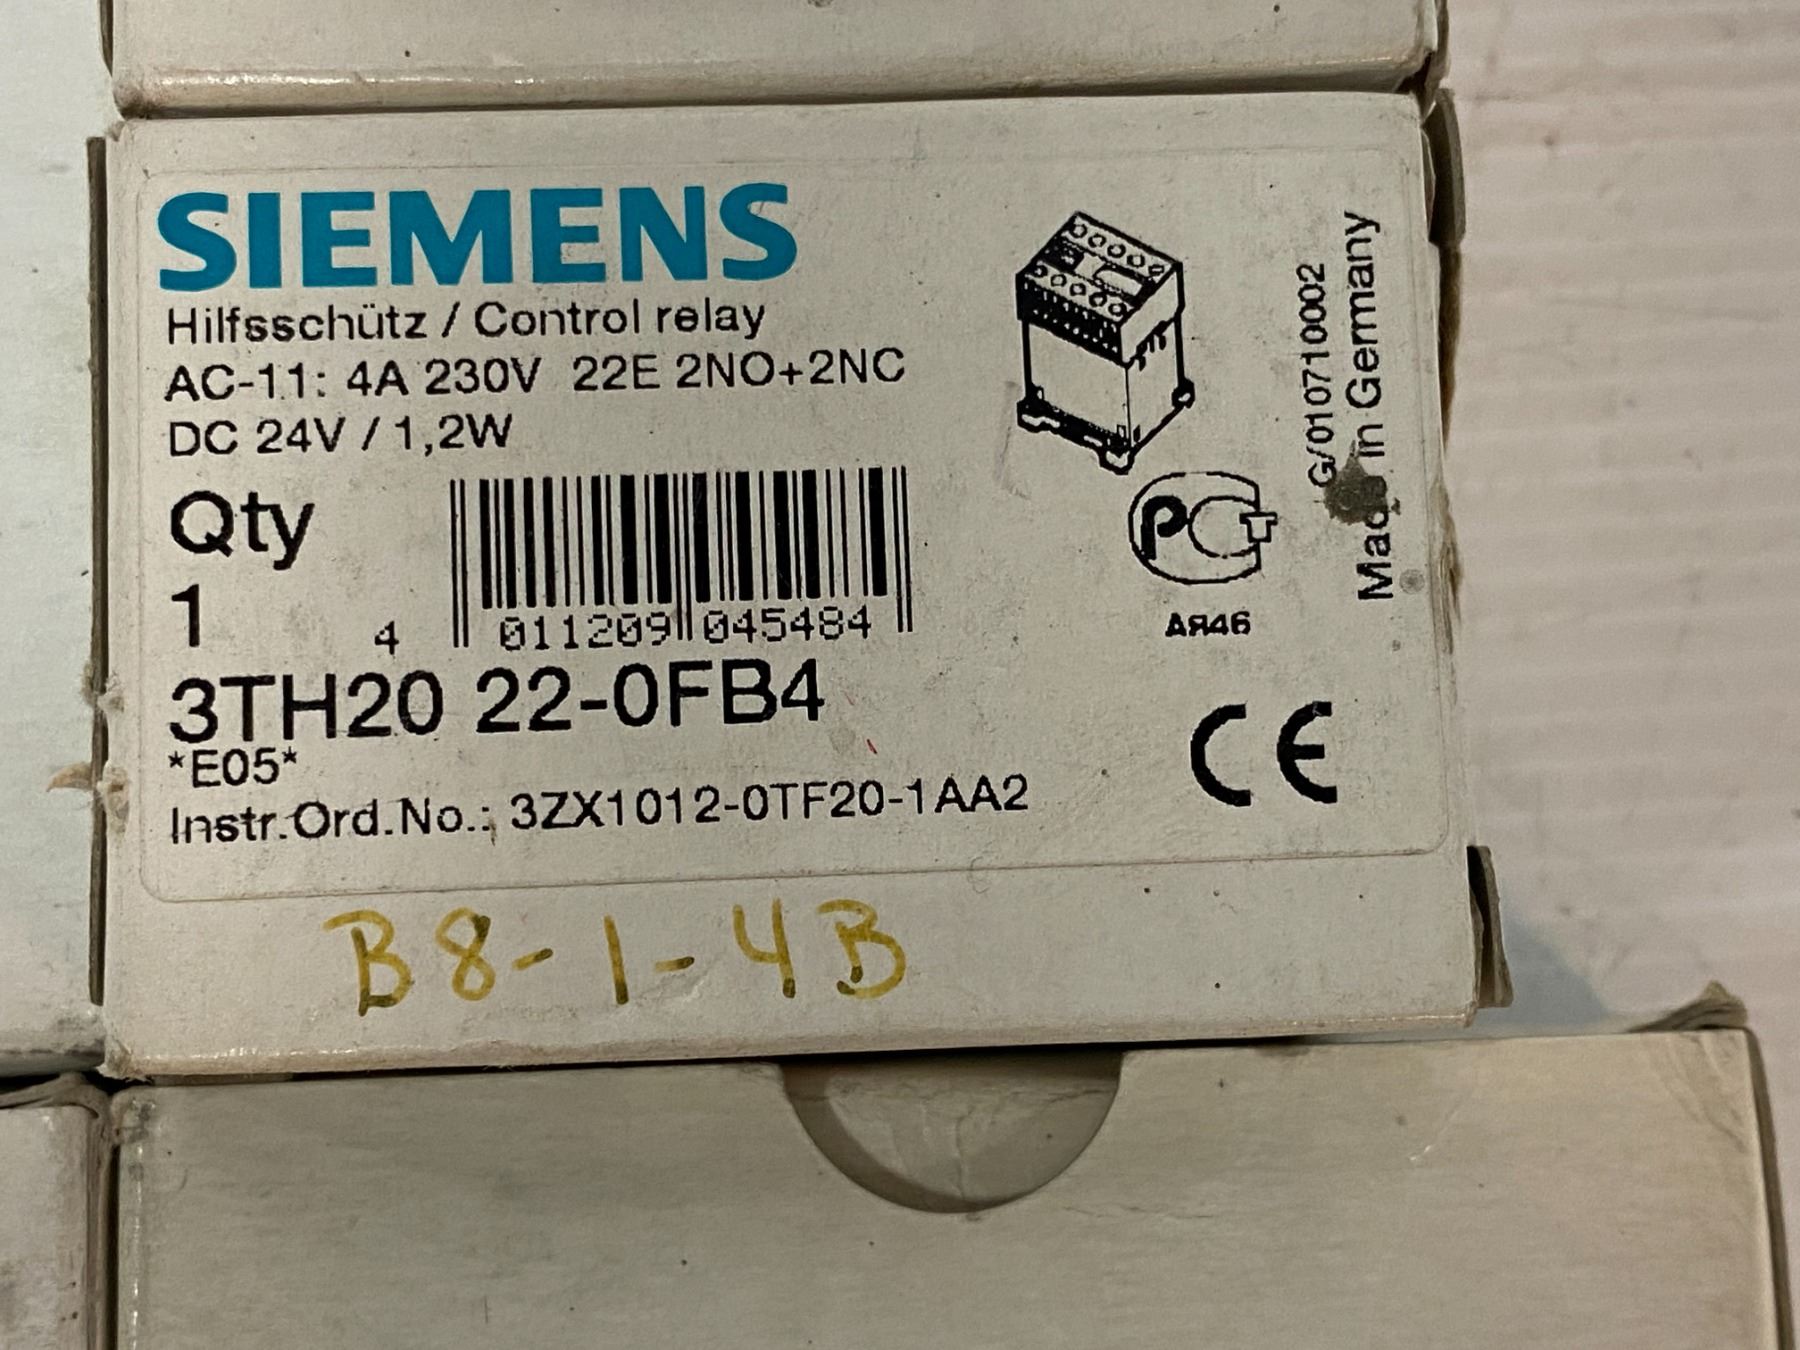 SIEMENS
Hilfsschütz / Control relay
AC-11: 4A 230V 22E 2NO+2NC
DC 24V / 1,2W
Qty
1
4 011209 045484
3TH20 22-0FB4
*E05*
Instr.Ord.No.: 3ZX1012-0TF20-1AA2
G/010710002
Made in Germany
PC
АЯ46
CE
B8-1-4B